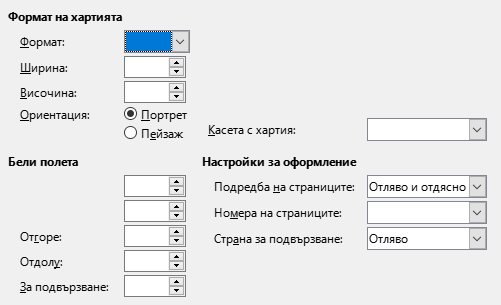 Формат на хартията
Формат:
Ширина:
Височина:
Ориентация:
Портрет
Пейзаж
Касета с хартия:
Бели полета
Отгоре:
Отдолу:
За подвързване:
Настройки за оформление
Подредба на страниците:
Отляво и отдясно
Номера на страниците:
Страна за подвързване:
Отляво